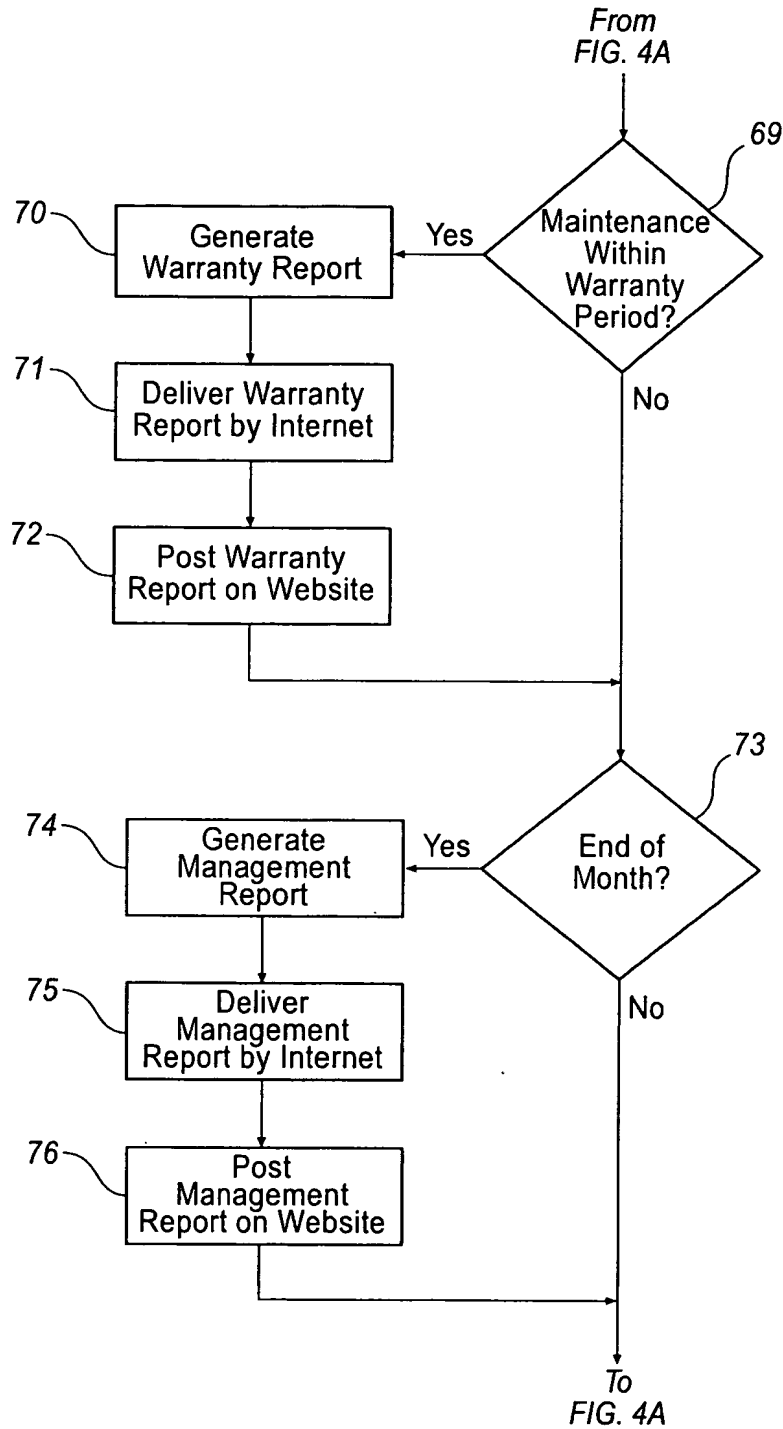 From
FIG. 4A
69
Maintenance
Within
Warranty
Period?
Yes
No
70
Generate
Warranty Report
71
Deliver Warranty
Report by Internet
72
Post Warranty
Report on Website
73
End of
Month?
Yes
No
74
Generate
Management
Report
75
Deliver
Management
Report by Internet
76
Post
Management
Report on Website
To
FIG. 4A